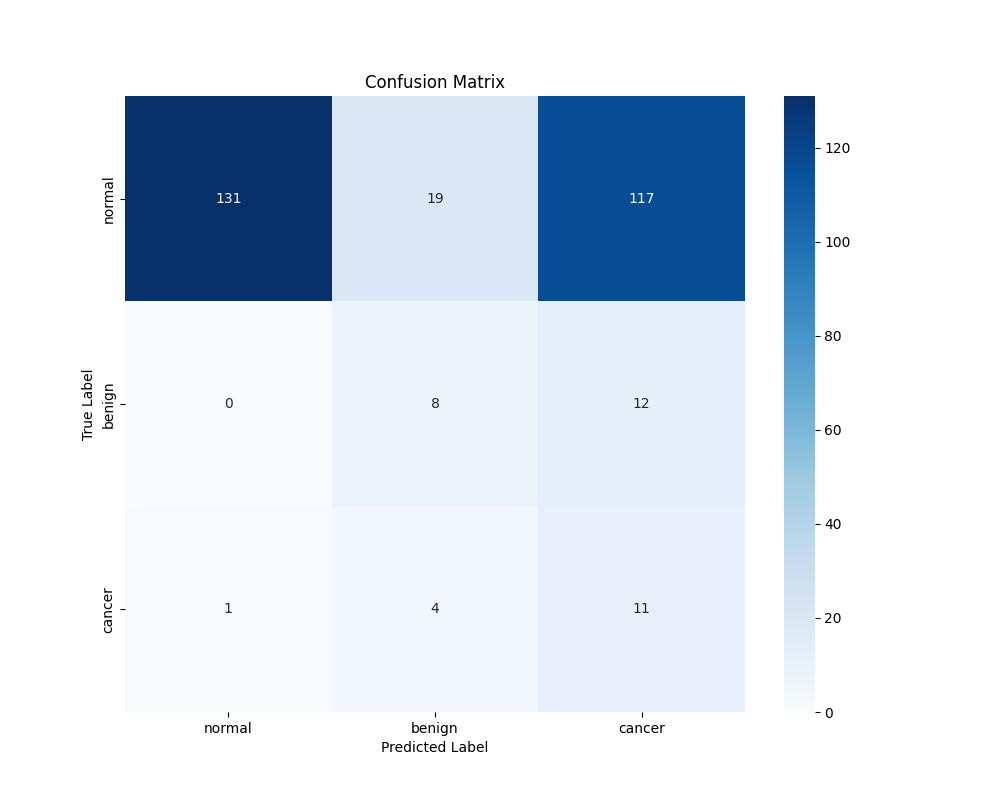 Confusion Matrix
True Label
normal
131 19 117
benign
0 8 12
cancer
1 4 11
normal benign cancer
Predicted Label
120
100
80
60
40
20
0